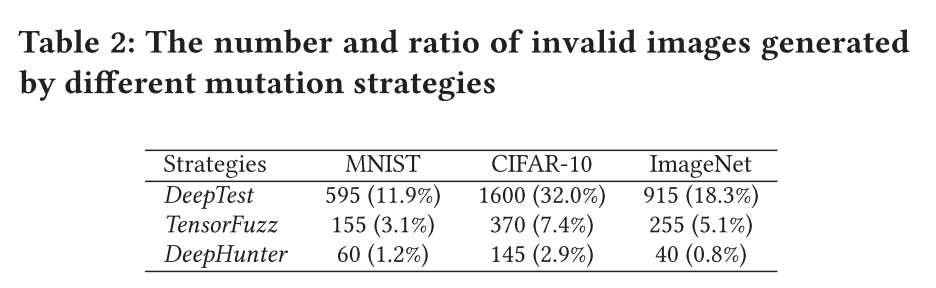 Table 2: The number and ratio of invalid images generated
by different mutation strategies
Strategies MNIST CIFAR-10 ImageNet
DeepTest 595 (11.9%) 1600 (32.0%) 915 (18.3%)
TensorFuzz 155 (3.1%) 370 (7.4%) 255 (5.1%)
DeepHunter 60 (1.2%) 145 (2.9%) 40 (0.8%)